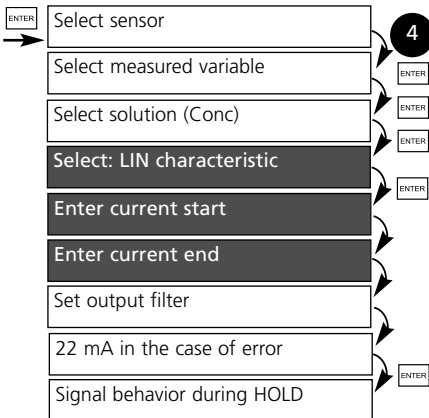 ENTER
Select sensor
4
Select measured variable
ENTER
Select solution (Conc)
ENTER
ENTER
Select: LIN characteristic
ENTER
Enter current start
Enter current end
Set output filter
22 mA in the case of error
ENTER
Signal behavior during HOLD